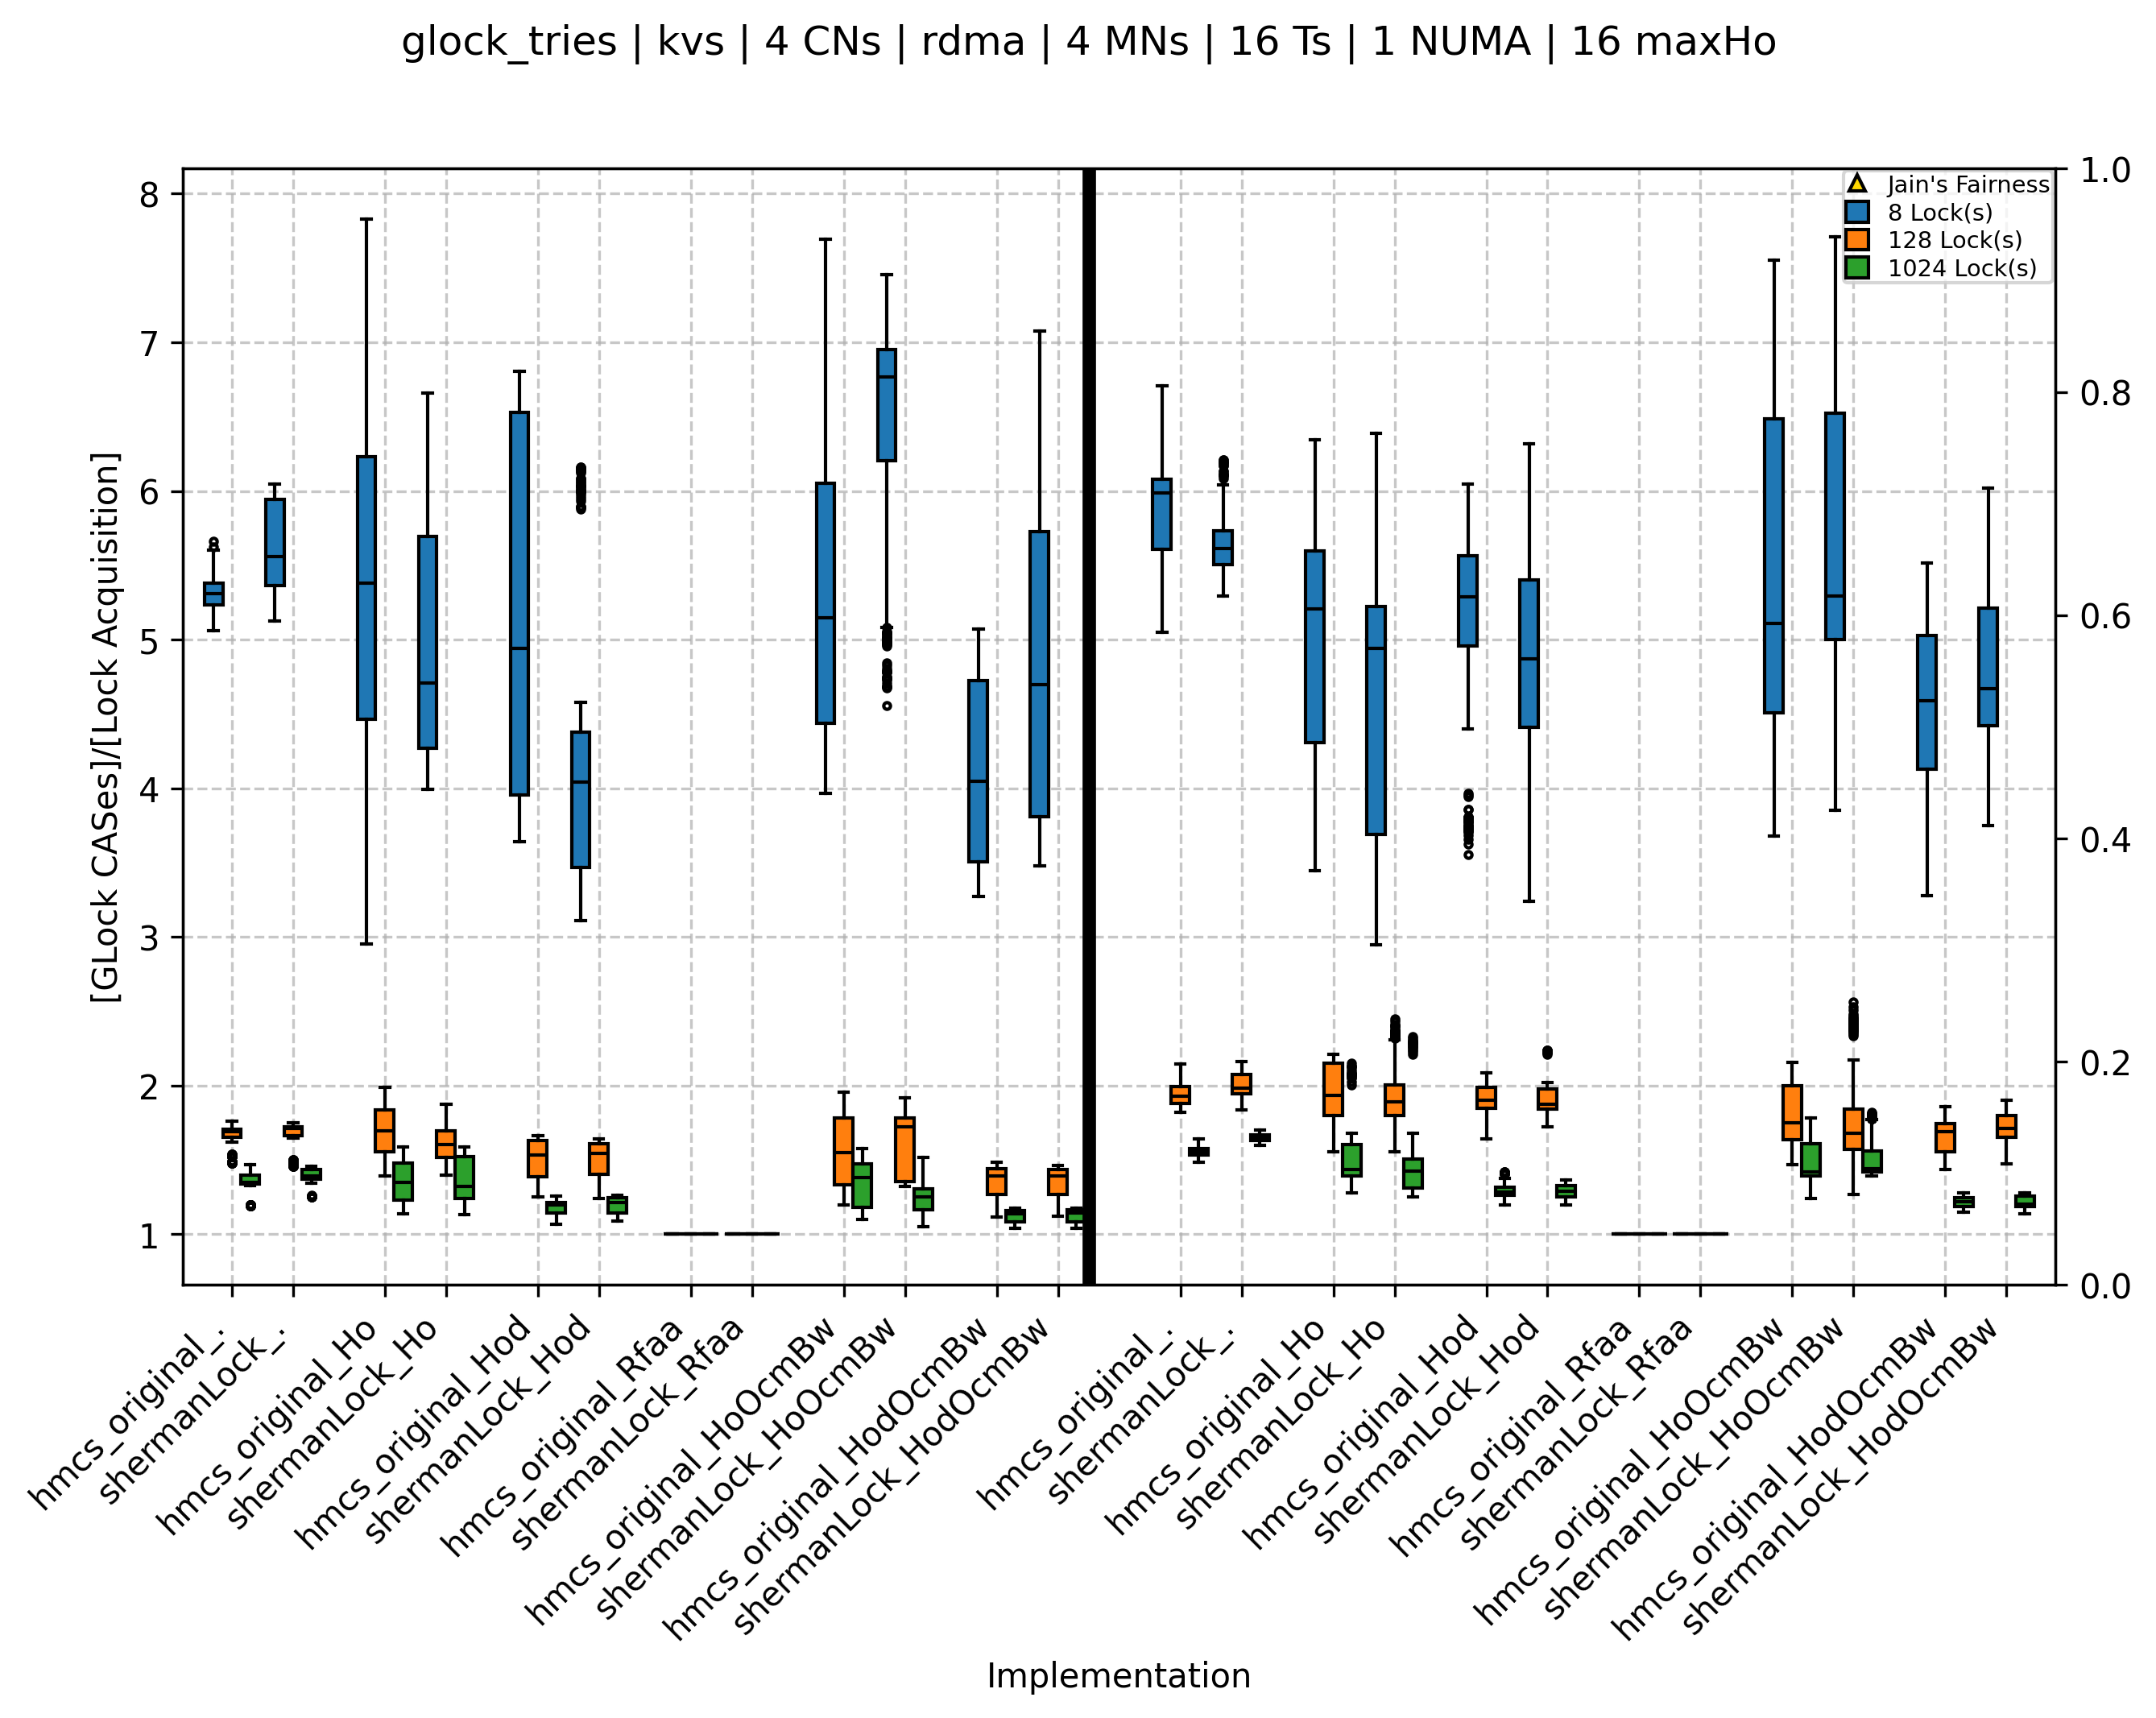 glock_tries | kvs | 4 CNs | rdma | 4 MNs | 16 Ts | 1 NUMA | 16 maxHo
[GLock CASes]/[Lock Acquisition]
8
7
6
5
4
3
2
1
1.0
0.8
0.6
0.4
0.2
0.0
Jain's Fairness
8 Lock(s)
128 Lock(s)
1024 Lock(s)
hmcs_original_.
shermanLock_.
hmcs_original_Ho
shermanLock_Ho
hmcs_original_Hod
shermanLock_Hod
hmcs_original_Rfaa
shermanLock_Rfaa
hmcs_original_HoOcmBw
shermanLock_HoOcmBw
hmcs_original_HodOcmBw
shermanLock_HodOcmBw
hmcs_original_.
shermanLock_.
hmcs_original_Ho
shermanLock_Ho
hmcs_original_Hod
shermanLock_Hod
hmcs_original_Rfaa
shermanLock_Rfaa
hmcs_original_HoOcmBw
shermanLock_HoOcmBw
hmcs_original_HodOcmBw
shermanLock_HodOcmBw
Implementation